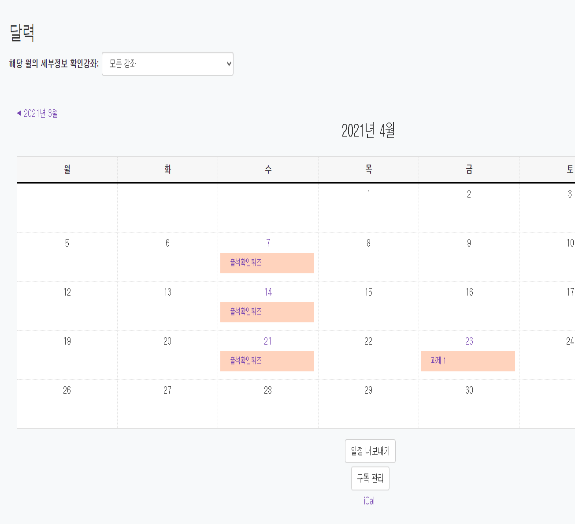 달력
해당 월의 세부정보 확인강좌: 모든 강좌
◀ 2021년 3월
2021년 4월
월 화 수 목 금 토
1 2 3
5 6 7 8 9 10
출석확인퀴즈
12 13 14 15 16 17
출석확인퀴즈
19 20 21 22 23 24
출석확인퀴즈 과제 1
26 27 28 29 30
일정 내보내기
구독 관리
iCal